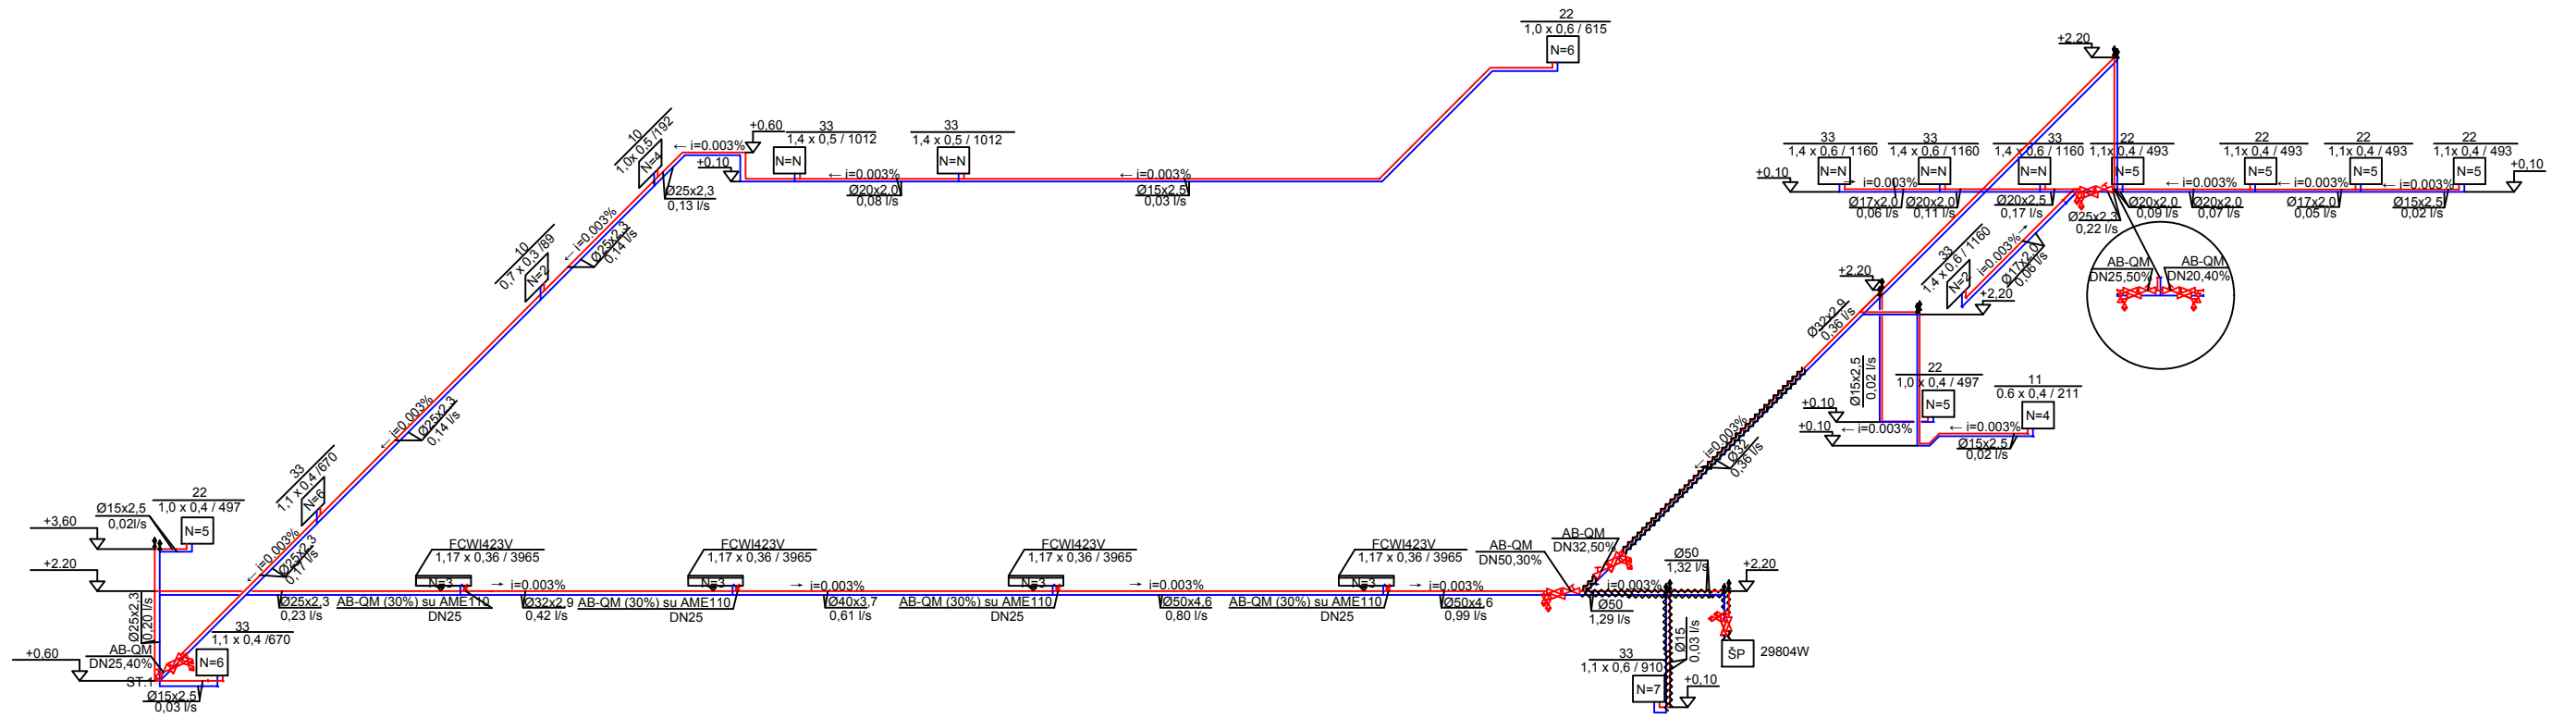 22
1,0 x 0,6 / 615
N=6
10
1,0x 0,5 /192
N=4
← i=0.003%
+0,60
+0.10
33
1,4 x 0,5 / 1012
N=N
33
1,4 x 0,5 / 1012
N=N
Ø25x2,3
0,13 l/s
← i=0.003%
Ø20x2,0
0,08 l/s
← i=0.003%
Ø15x2,5
0,03 l/s
10
0,7 x 0,3 /89
N=2
← i=0.003%
Ø25x2,3
0,14 l/s
← i=0.003%
Ø25x2,3
0,14 l/s
33
1,1 x 0,4 /670
N=6
← i=0.003%
Ø25x2,3
0,17 l/s
Ø15x2,5
0,02l/s
22
1,0 x 0,4 / 497
N=5
+3,60
+2.20
Ø25x2,3
0,20 l/s
+0,60
AB-QM
DN25,40%
ST.1
33
1,1 x 0,4 /670
N=6
Ø15x2,5
0,03 l/s
Ø25x2,3
0,23 l/s
FCWI423V
1,17 x 0,36 / 3965
N=3
AB-QM (30%) su AME110
DN25
→ i=0.003%
Ø32x2,9
0,42 l/s
FCWI423V
1,17 x 0,36 / 3965
N=3
AB-QM (30%) su AME110
DN25
→ i=0.003%
Ø40x3,7
0,61 l/s
FCWI423V
1,17 x 0,36 / 3965
N=3
AB-QM (30%) su AME110
DN25
→ i=0.003%
Ø50x4,6
0,80 l/s
FCWI423V
1,17 x 0,36 / 3965
N=3
AB-QM (30%) su AME110
DN25
→ i=0.003%
Ø50x4,6
0,99 l/s
AB-QM
DN50,30%
AB-QM
DN32,50%
← i=0.003%
Ø50
1,29 l/s
Ø50
1,32 l/s
+2,20
ŠP
29804W
Ø15
0,03 l/s
33
1,1 x 0,6 / 910
N=7
+0,10
← i=0.003%
Ø32
0,36 l/s
Ø32x2,9
0,36 l/s
+2,20
+2,20
Ø15x2,5
0,02 l/s
+0,10
+0.10
← i=0.003%
22
1,0 x 0,4 / 497
N=5
11
0.6 x 0,4 / 211
N=4
← i=0.003%
Ø15x2,5
0,02 l/s
+2,20
33
1.4 x 0,6 / 1160
N=2
i=0.003% →
Ø17x2,0
0,06 l/s
+0.10
33
1,4 x 0,6 / 1160
N=N
→ i=0.003%
Ø17x2,0
0,06 l/s
33
1,4 x 0,6 / 1160
N=N
Ø20x2,0
0,11 l/s
33
1,4 x 0,6 / 1160
N=N
Ø20x2,5
0,17 l/s
22
1,1x 0,4 / 493
N=5
Ø25x2,3
0,22 l/s
Ø20x2,0
0,09 l/s
← i=0.003%
Ø20x2,0
0,07 l/s
22
1,1x 0,4 / 493
N=5
← i=0.003%
Ø17x2,0
0,05 l/s
22
1,1x 0,4 / 493
N=5
← i=0.003%
Ø15x2,5
0,02 l/s
22
1,1x 0,4 / 493
N=5
+0,10
AB-QM
DN25,50%
AB-QM
DN20,40%